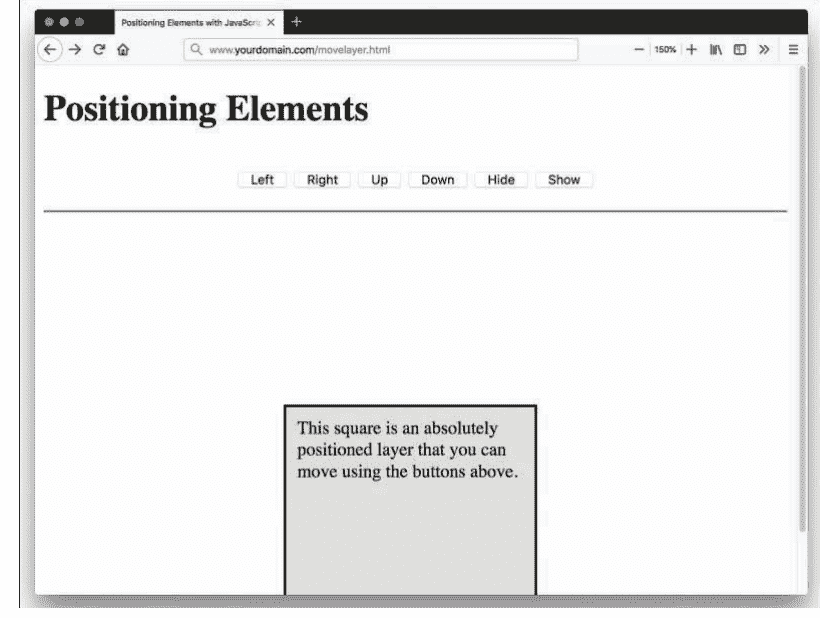 Positioning Elements with JavaScri
www.yourdomain.com/movelayer.html
150%
Positioning Elements
Left Right Up Down Hide Show
This square is an absolutely
positioned layer that you can
move using the buttons above.